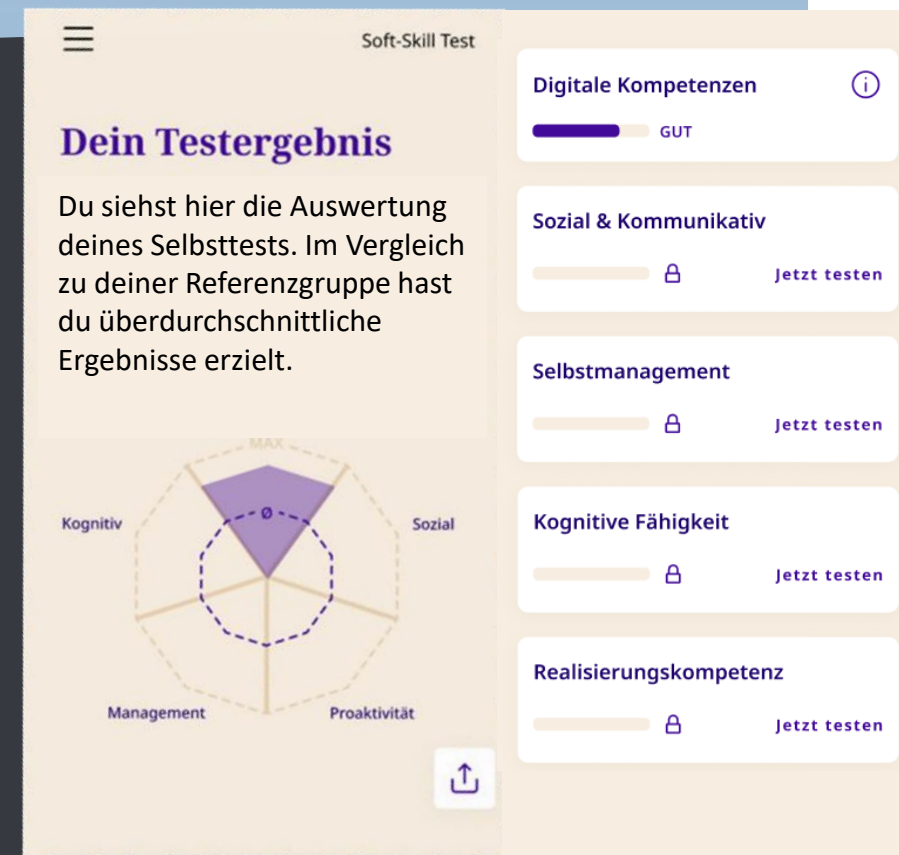 Soft-Skill Test
Dein Testergebnis
Du siehst hier die Auswertung
deines Selbsttests. Im Vergleich
zu deiner Referenzgruppe hast
du überdurchschnittliche
Ergebnisse erzielt.
MAX
Ø
Kognitiv
Sozial
Management
Proaktivität
Digitale Kompetenzen
GUT
Sozial & Kommunikativ
Jetzt testen
Selbstmanagement
Jetzt testen
Kognitive Fähigkeit
Jetzt testen
Realisierungskompetenz
Jetzt testen